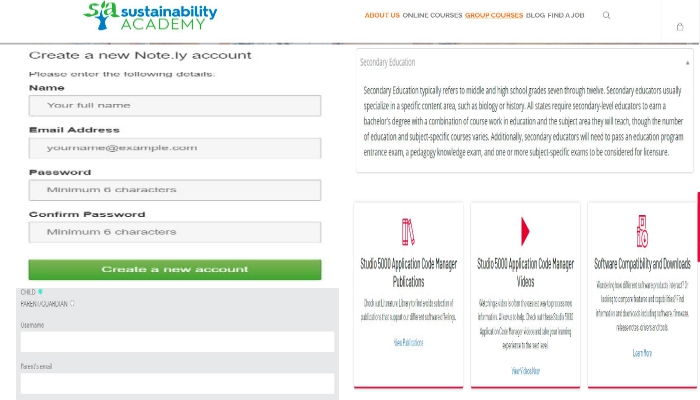 sustainability
ACADEMY
ABOUT US ONLINE COURSES GROUP COURSES BLOG FIND A JOB
Create a new Note.ly account
Please enter the following details:
Name
Your full name
Email Address
yourname@example.com
Password
Minimum 6 characters
Confirm Password
Minimum 6 characters
Create a new account
CHILD
PARENT/GUARDIAN
Username
Parent's email
Secondary Education
Secondary Education typically refers to middle and high school grades seven through twelve. Secondary educators usually
specialize in a specific content area, such as biology or history. All states require secondary-level educators to earn a
bachelor's degree with a combination of course work in education and the subject area they will teach, though the number
of education and subject-specific courses varies. Additionally, secondary educators will need to pass an education program
entrance exam, a pedagogy knowledge exam, and one or more subject-specific exams to be considered for licensure.
Studio 5000 Application Code Manager
Publications
Check out Literature Library to find wide selection of
publications that support our different software offerings.
View Publications
Studio 5000 Application Code Manager
Videos
Watching a video is often the easiest way to process new
information. Allow us to help. Check out these Studio 5000
Application Code Manager videos and take your learning
experience to the next level.
View Videos Now
Software Compatibility and Downloads
Wondering how different software products interact? Or
looking to compare features and capabilities? Find
information and downloads including software, firmware,
release notes, drivers and tools.
Learn More